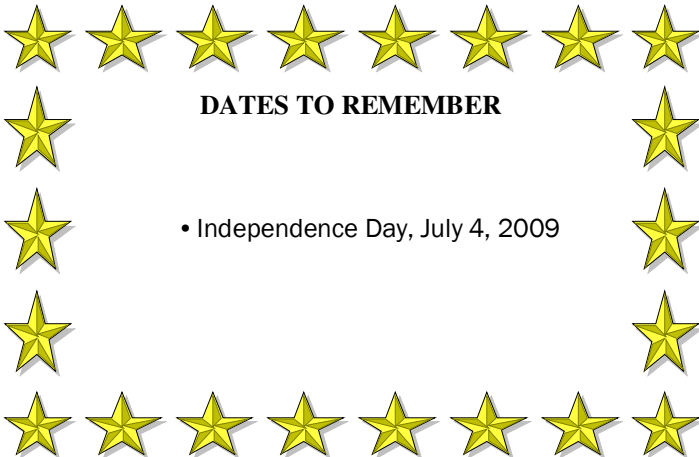 DATES TO REMEMBER
• Independence Day, July 4, 2009